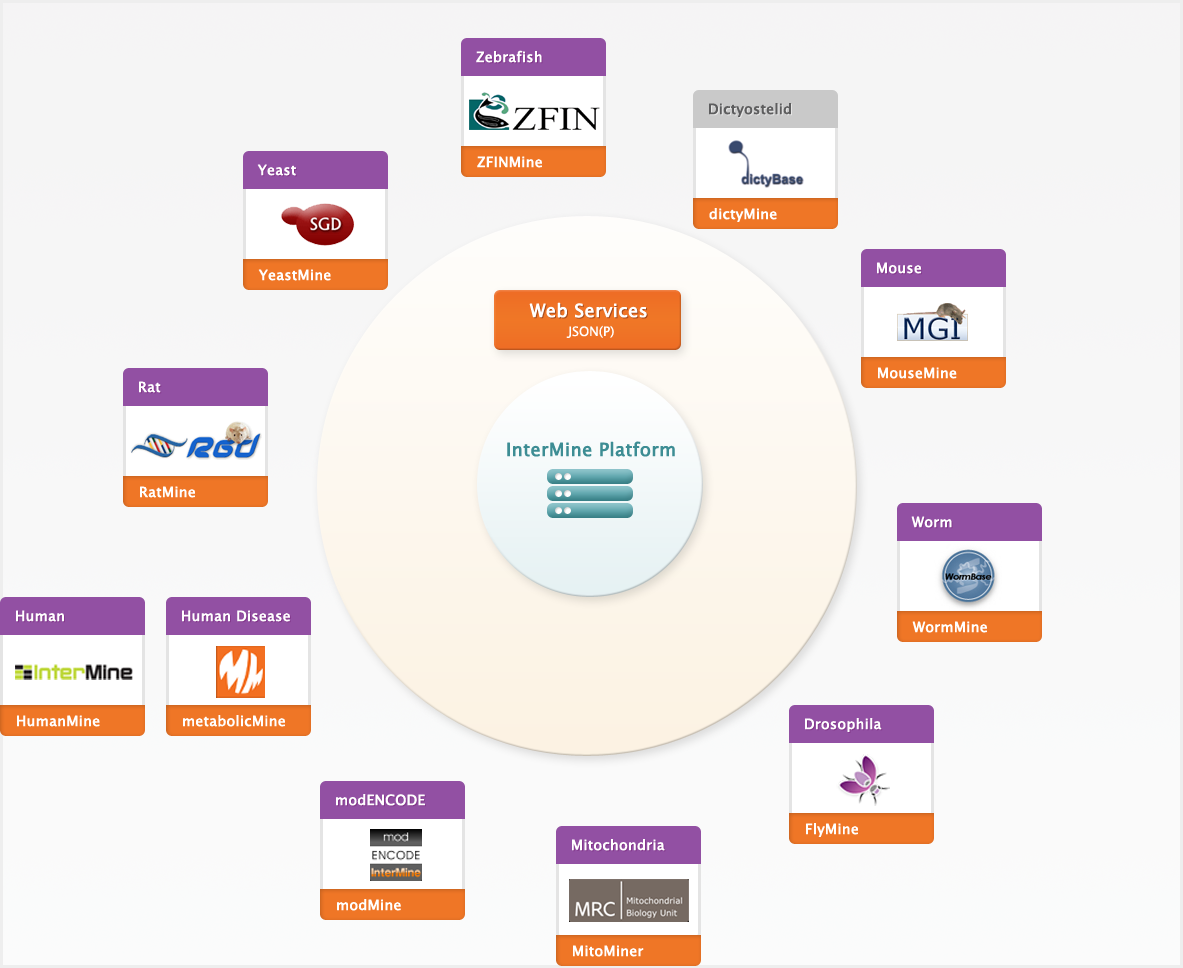 Zebrafish
ZFIN
ZFINMine
Dictyostelid
dictyBase
dictyMine
Yeast
SGD
YeastMine
Mouse
MGI
MouseMine
Web Services
JSON(P)
Rat
RGD
RatMine
InterMine Platform
Worm
WormBase
WormMine
Human
InterMine
HumanMine
Human Disease
metabolicMine
Drosophila
FlyMine
modENCODE
mod
ENCODE
InterMine
modMine
Mitochondria
MRC
Mitochondrial
Biology Unit
MitoMiner